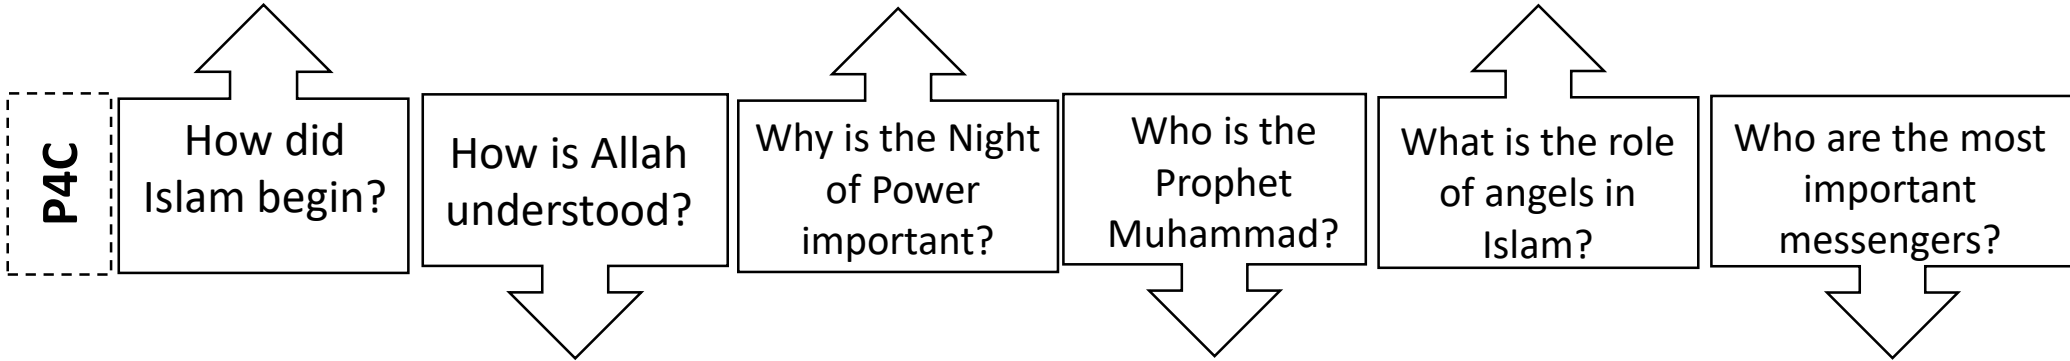 P4C
How did
Islam begin?
How is Allah
understood?
Why is the Night
of Power
important?
Who is the
Prophet
Muhammad?
What is the role
of angels in
Islam?
Who are the most
important
messengers?